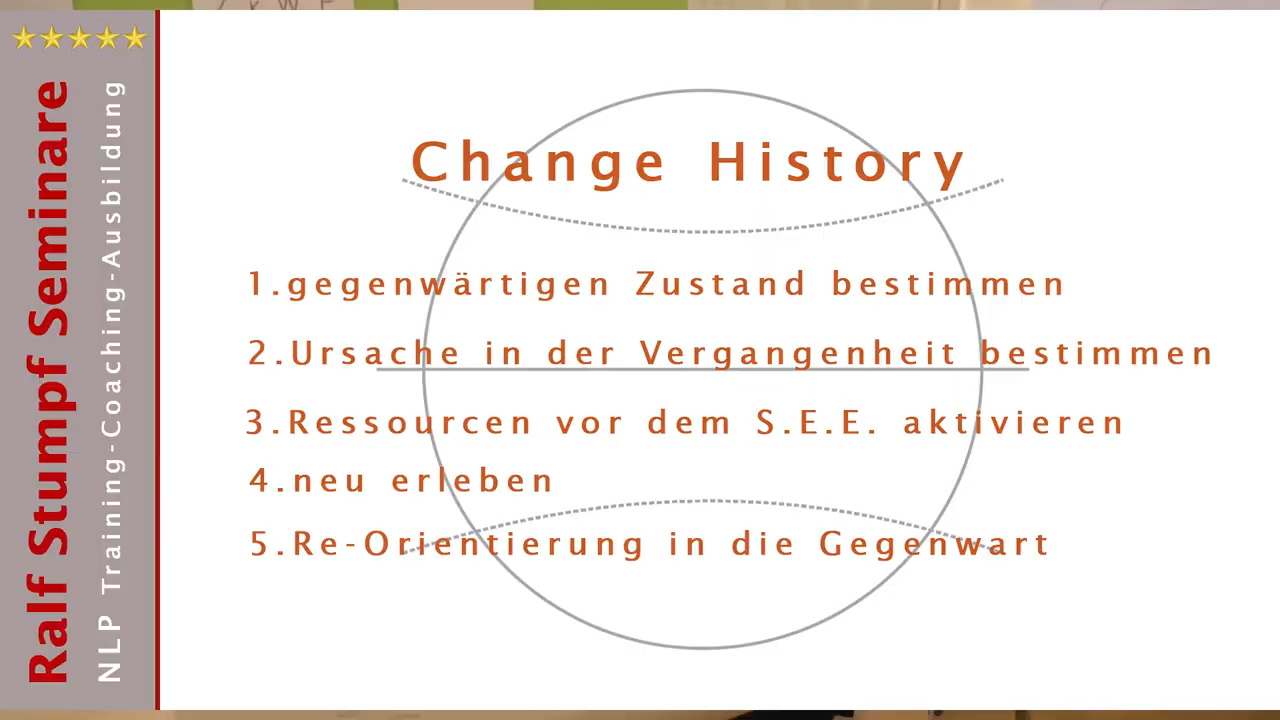 Ralf Stumpf Seminare
NLP Training-Coaching-Ausbildung
Change History
1.gegenwärtigen Zustand bestimmen
2.Ursache in der Vergangenheit bestimmen
3.Ressourcen vor dem S.E.E. aktivieren
4.neu erleben
5.Re-Orientierung in die Gegenwart